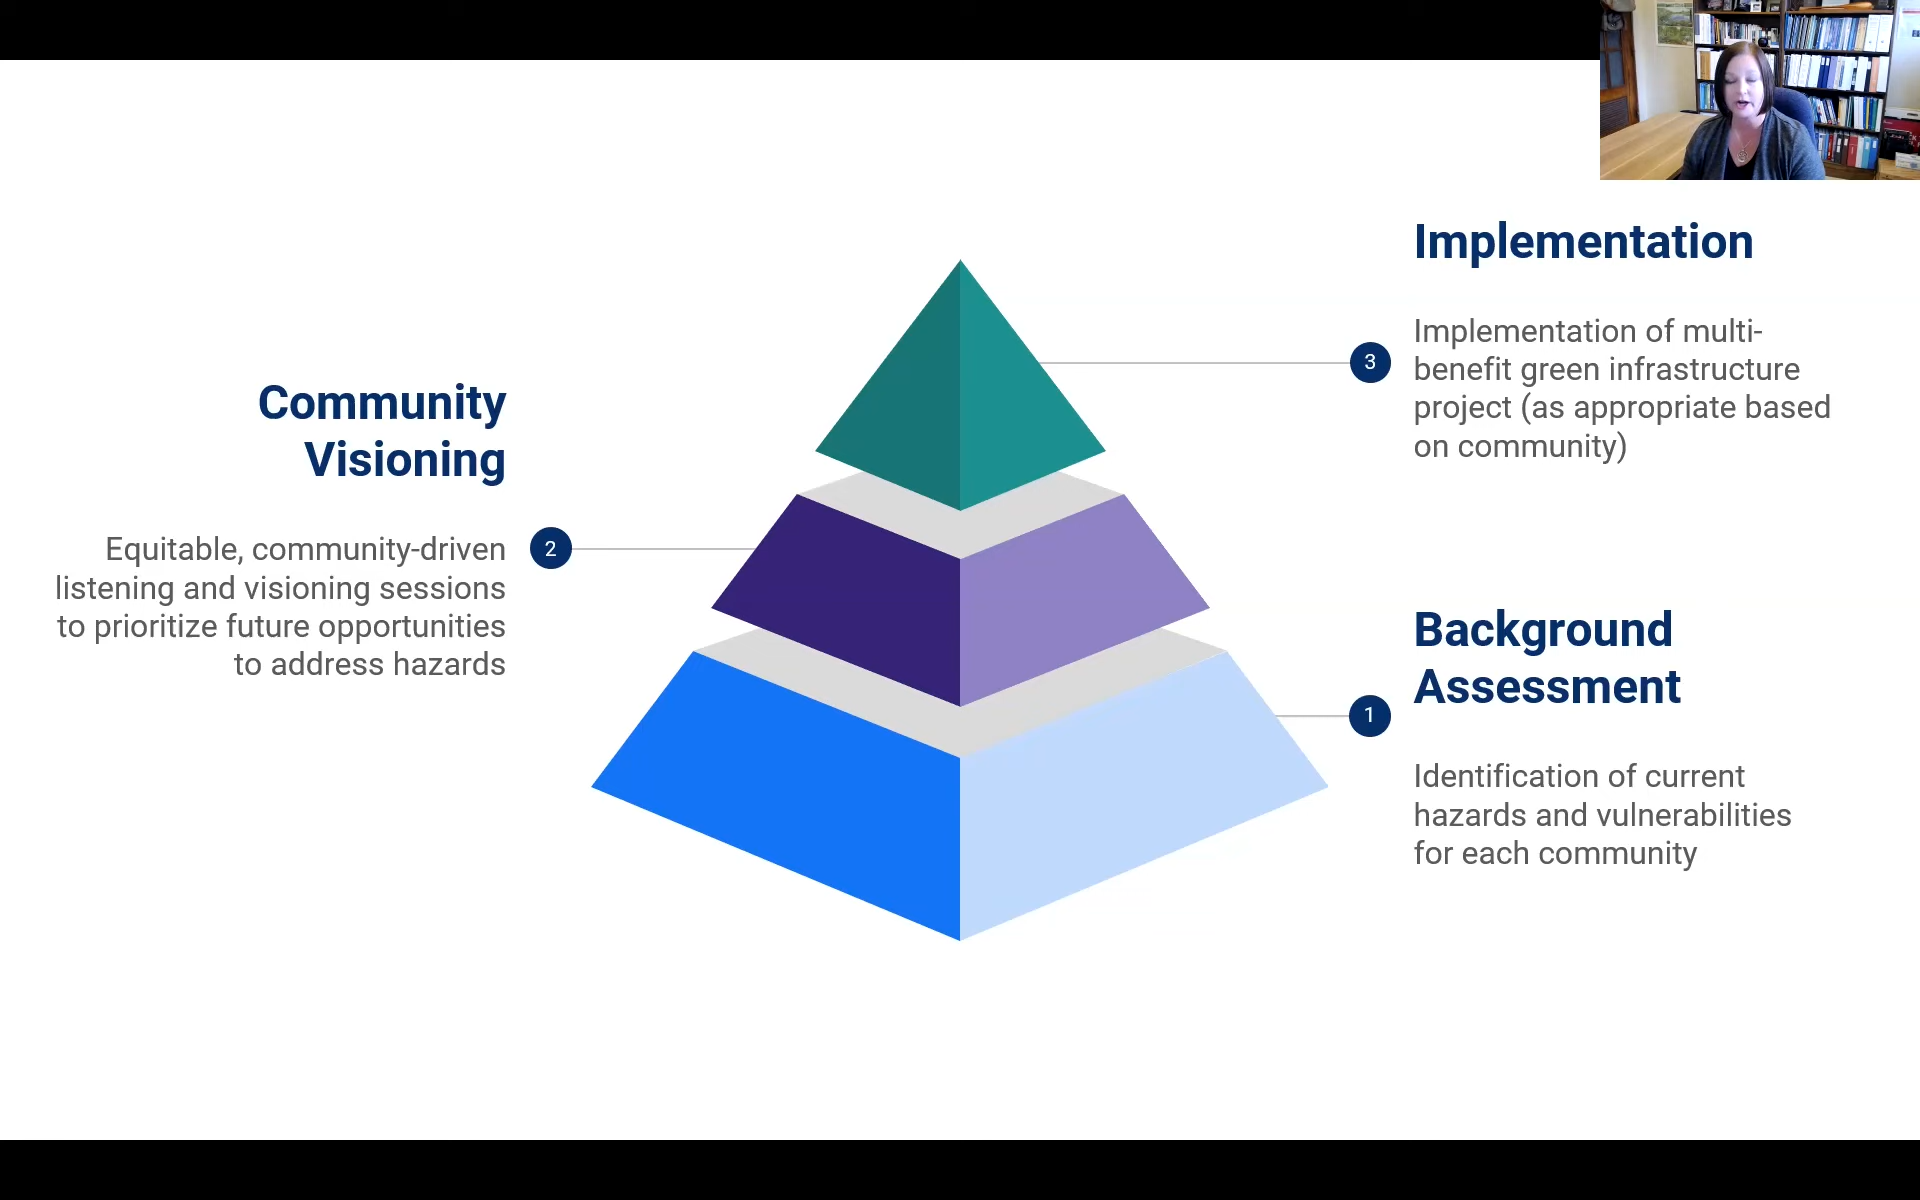 Implementation
Implementation of multi-
benefit green infrastructure
project (as appropriate based
on community)
3
Community
Visioning
Equitable, community-driven
listening and visioning sessions
to prioritize future opportunities
to address hazards
2
Background
Assessment
1
Identification of current
hazards and vulnerabilities
for each community